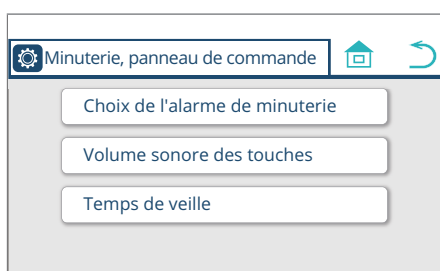 Minuterie, panneau de commande
Choix de l'alarme de minuterie
Volume sonore des touches
Temps de veille